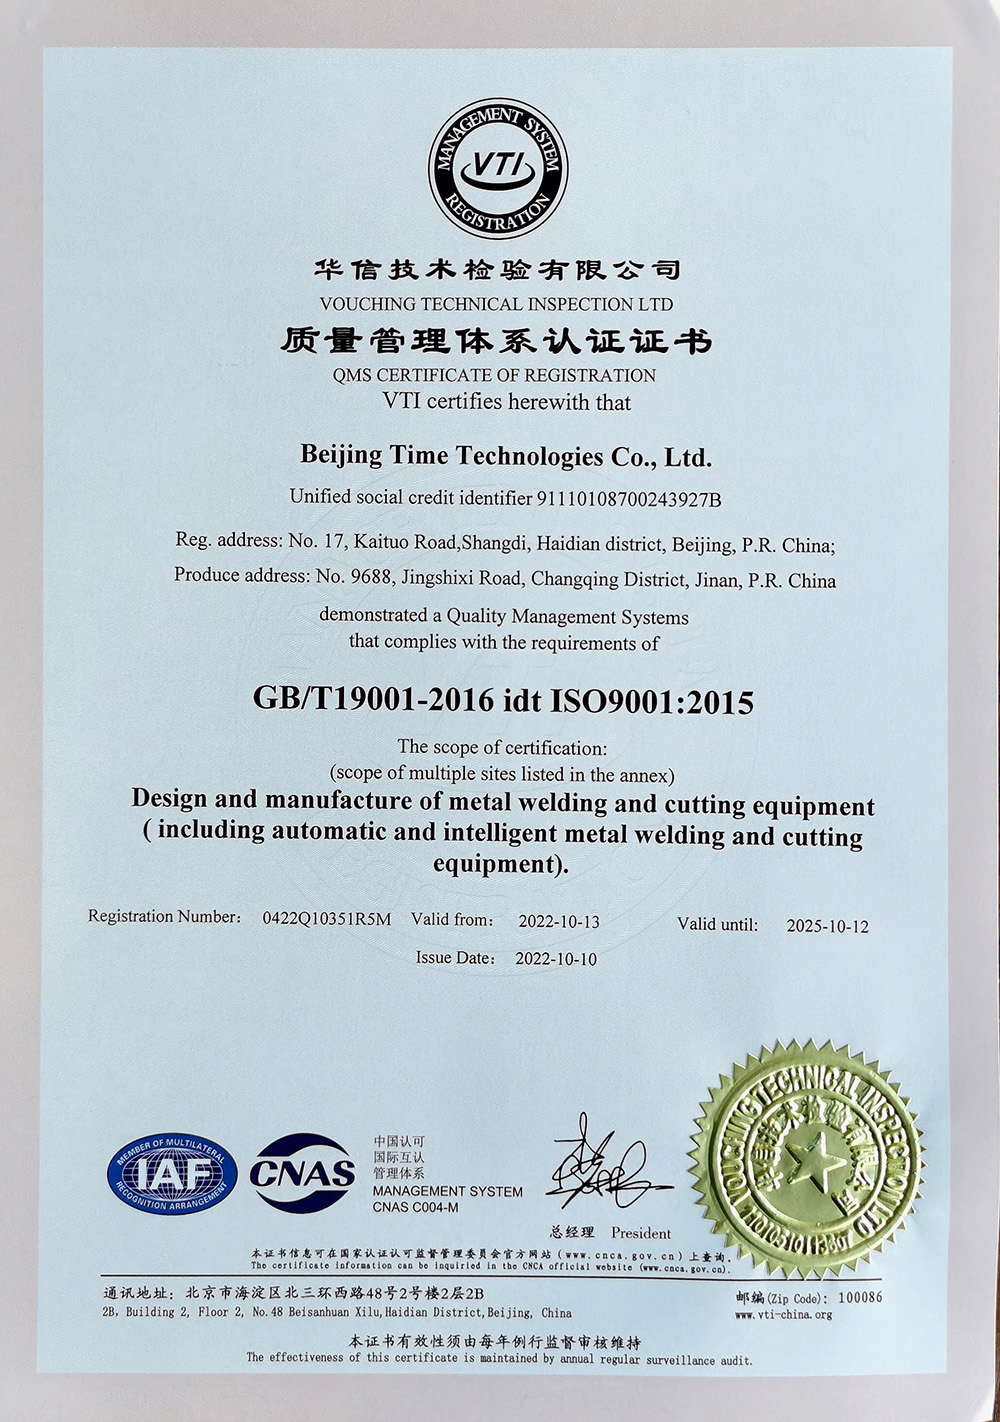 MANAGEMENT SYSTEM
VTI
REGISTRATION
华信技术检验有限公司
VOUCHING TECHNICAL INSPECTION LTD
质量管理体系认证证书
QMS CERTIFICATE OF REGISTRATION
VTI certifies herewith that
Beijing Time Technologies Co., Ltd.
Unified social credit identifier 91110108700243927B
Reg. address: No. 17, Kaituo Road,Shangdi, Haidian district, Beijing, P.R. China;
Produce address: No. 9688, Jingshixi Road, Changqing District, Jinan, P.R. China
demonstrated a Quality Management Systems
that complies with the requirements of
GB/T19001-2016 idt ISO9001:2015
The scope of certification:
(scope of multiple sites listed in the annex)
Design and manufacture of metal welding and cutting equipment
( including automatic and intelligent metal welding and cutting
equipment).
Registration Number: 0422Q10351R5M Valid from: 2022-10-13 Valid until: 2025-10-12
Issue Date: 2022-10-10
MEMBER OF MULTILATERAL
IAF
RECOGNITION ARRANGEMENT
CNAS
中国认可
国际互认
管理体系
MANAGEMENT SYSTEM
CNAS C004-M
总经理 President
VOUCHING TECHNICAL INSPECTION LTD
本证书信息可在国家认证认可监督管理委员会官方网站（www.cnca.gov.cn）上查询。
The certificate information can be inquiried in the CNCA official website (www.cnca.gov.cn).
通讯地址: 北京市海淀区北三环西路48号2号楼2层2B
邮编(Zip Code): 100086
2B, Building 2, Floor 2, No.48 Beisanhuan Xilu,Haidian District,Beijing, China
www.vti-china.org
本证书有效性须由每年例行监督审核维持
The effectiveness of this certificate is maintained by annual regular surveillance audit.